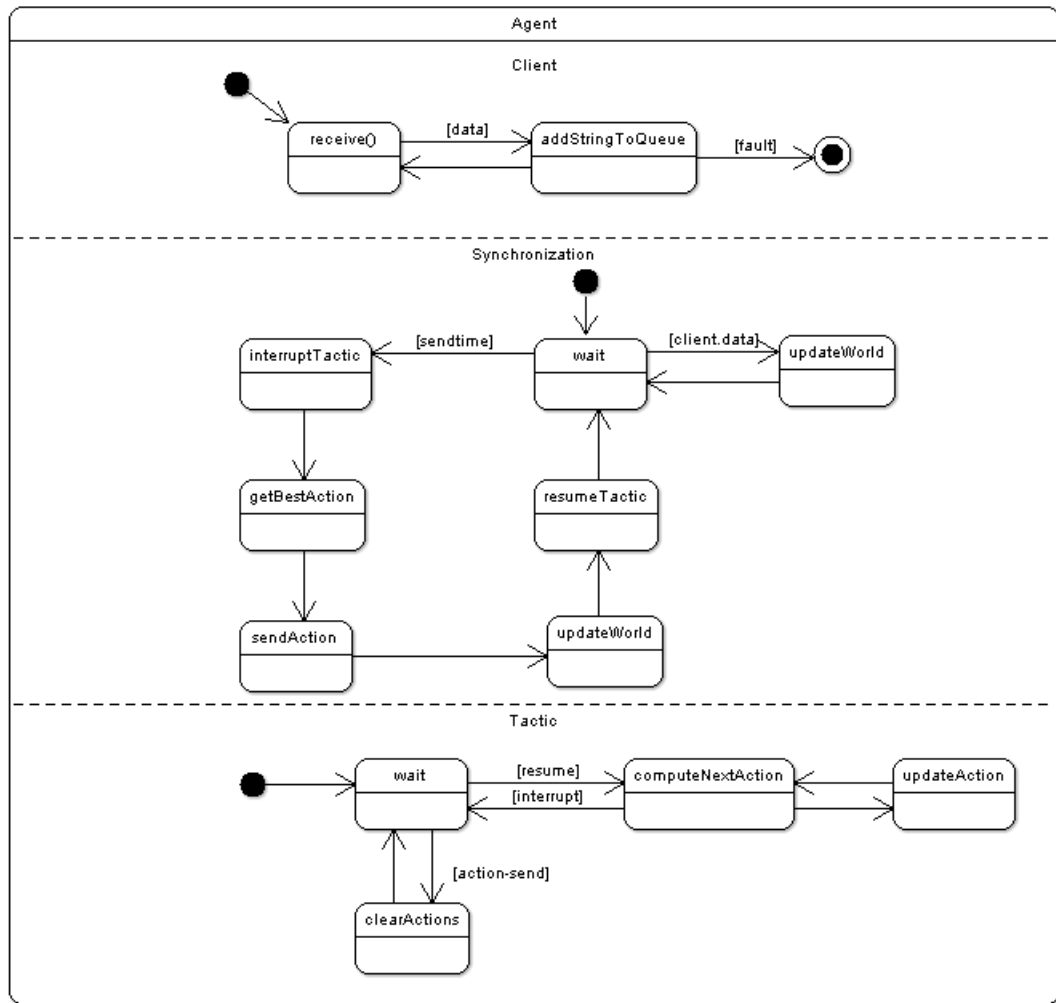 Agent
Client
receive()
[data]
addStringToQueue
[fault]
Synchronization
interruptTactic
[sendtime]
wait
[client.data]
updateWorld
getBestAction
resumeTactic
sendAction
updateWorld
Tactic
wait
[resume]
[interrupt]
computeNextAction
updateAction
[action-send]
clearActions